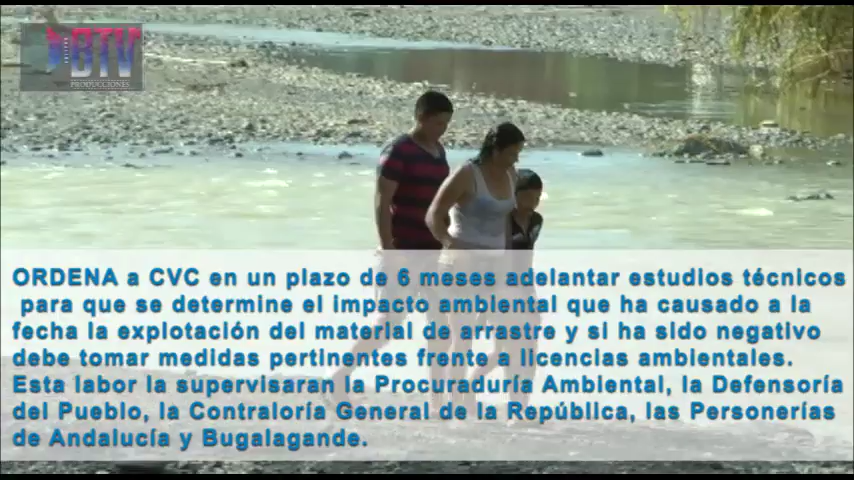 BTV
PRODUCCIONES
ORDENA a CVC en un plazo de 6 meses adelantar estudios técnicos
para que se determine el impacto ambiental que ha causado a la
fecha la explotación del material de arrastre y si ha sido negativo
debe tomar medidas pertinentes frente a licencias ambientales.
Esta labor la supervisaran la Procuraduría Ambiental, la Defensoría
del Pueblo, la Contraloría General de la República, las Personerías
de Andalucía y Bugalagande.